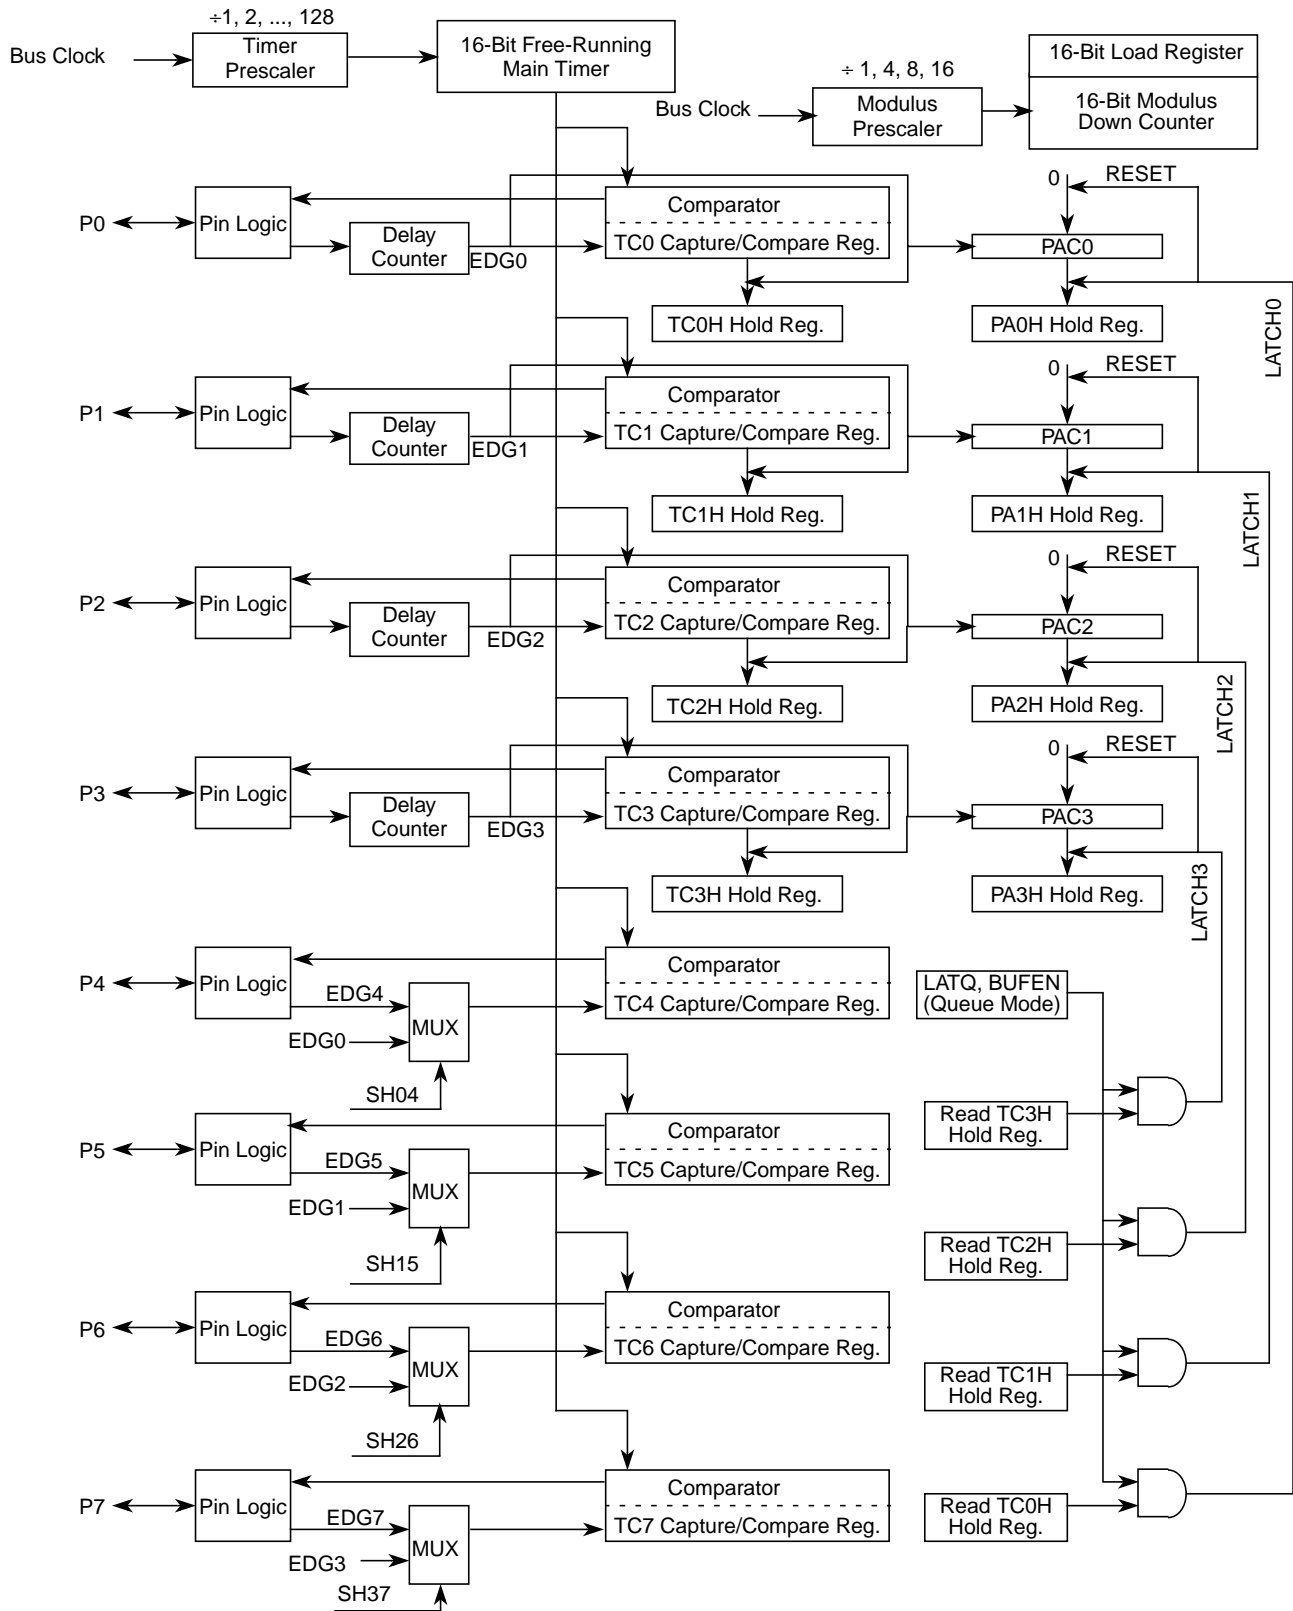 ÷1, 2, ..., 128
Bus Clock
Timer
Prescaler
16-Bit Free-Running
Main Timer
÷ 1, 4, 8, 16
Bus Clock
Modulus
Prescaler
16-Bit Load Register
16-Bit Modulus
Down Counter
P0
Pin Logic
Delay
Counter
EDG0
Comparator
TC0 Capture/Compare Reg.
TC0H Hold Reg.
0
RESET
PAC0
PA0H Hold Reg.
LATCH0
P1
Pin Logic
Delay
Counter
EDG1
Comparator
TC1 Capture/Compare Reg.
TC1H Hold Reg.
0
RESET
PAC1
PA1H Hold Reg.
LATCH1
P2
Pin Logic
Delay
Counter
EDG2
Comparator
TC2 Capture/Compare Reg.
TC2H Hold Reg.
0
RESET
PAC2
PA2H Hold Reg.
LATCH2
P3
Pin Logic
Delay
Counter
EDG3
Comparator
TC3 Capture/Compare Reg.
TC3H Hold Reg.
0
RESET
PAC3
PA3H Hold Reg.
LATCH3
P4
Pin Logic
EDG4
EDG0
MUX
SH04
Comparator
TC4 Capture/Compare Reg.
LATQ, BUFEN
(Queue Mode)
P5
Pin Logic
EDG5
EDG1
MUX
SH15
Comparator
TC5 Capture/Compare Reg.
Read TC3H
Hold Reg.
P6
Pin Logic
EDG6
EDG2
MUX
SH26
Comparator
TC6 Capture/Compare Reg.
Read TC2H
Hold Reg.
Read TC1H
Hold Reg.
P7
Pin Logic
EDG7
EDG3
MUX
SH37
Comparator
TC7 Capture/Compare Reg.
Read TC0H
Hold Reg.